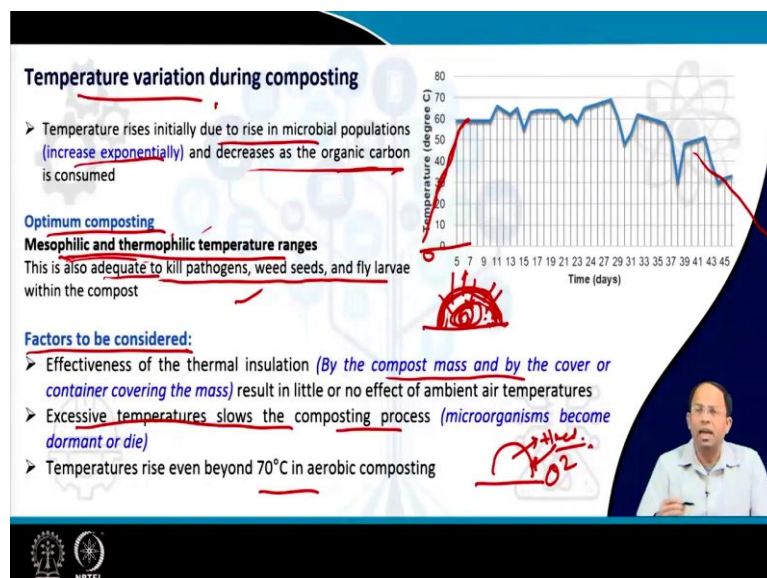 Temperature variation during composting
➤ Temperature rises initially due to rise in microbial populations
(increase exponentially) and decreases as the organic carbon
is consumed
Optimum composting
Mesophilic and thermophilic temperature ranges
This is also adequate to kill pathogens, weed seeds, and fly larvae
within the compost
Factors to be considered:
➤ Effectiveness of the thermal insulation (By the compost mass and by the cover or
container covering the mass) result in little or no effect of ambient air temperatures
➤ Excessive temperatures slows the composting process (microorganisms become
dormant or die)
➤ Temperatures rise even beyond 70°C in aerobic composting
Temperature (degree C)
80
70
60
50
40
30
20
10
0
5 7 9 11 13 15 17 19 21 23 25 27 29 31 33 35 37 39 41 43 45
Time (days)
0
O2
NPTEL